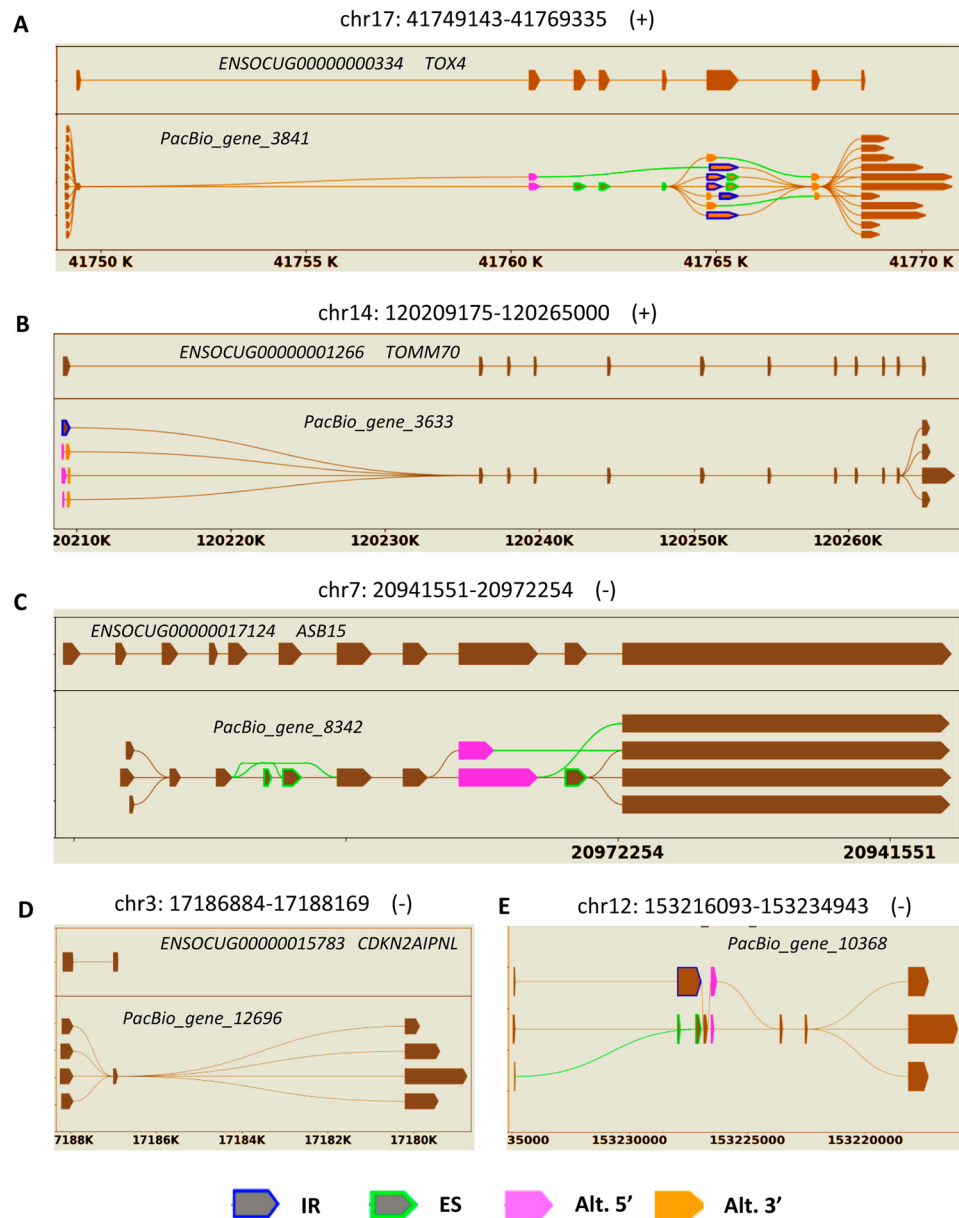 A
chr17: 41749143-41769335 (+)
ENSOCUG00000000334 TOX4
PacBio_gene_3841
41750 K 41755 K 41760 K 41765 K 41770 K
B
chr14: 120209175-120265000 (+)
ENSOCUG00000001266 TOMM70
PacBio_gene_3633
20210K 120220K 120230K 120240K 120250K 120260K
C
chr7: 20941551-20972254 (-)
ENSOCUG00000017124 ASB15
PacBio_gene_8342
20972254 20941551
D
chr3: 17186884-17188169 (-)
ENSOCUG00000015783 CDKN2AIPNL
PacBio_gene_12696
7188K 17186K 17184K 17182K 17180K
E
chr12: 153216093-153234943 (-)
PacBio_gene_10368
35000 153230000 153225000 153220000
IR ES Alt. 5’ Alt. 3’